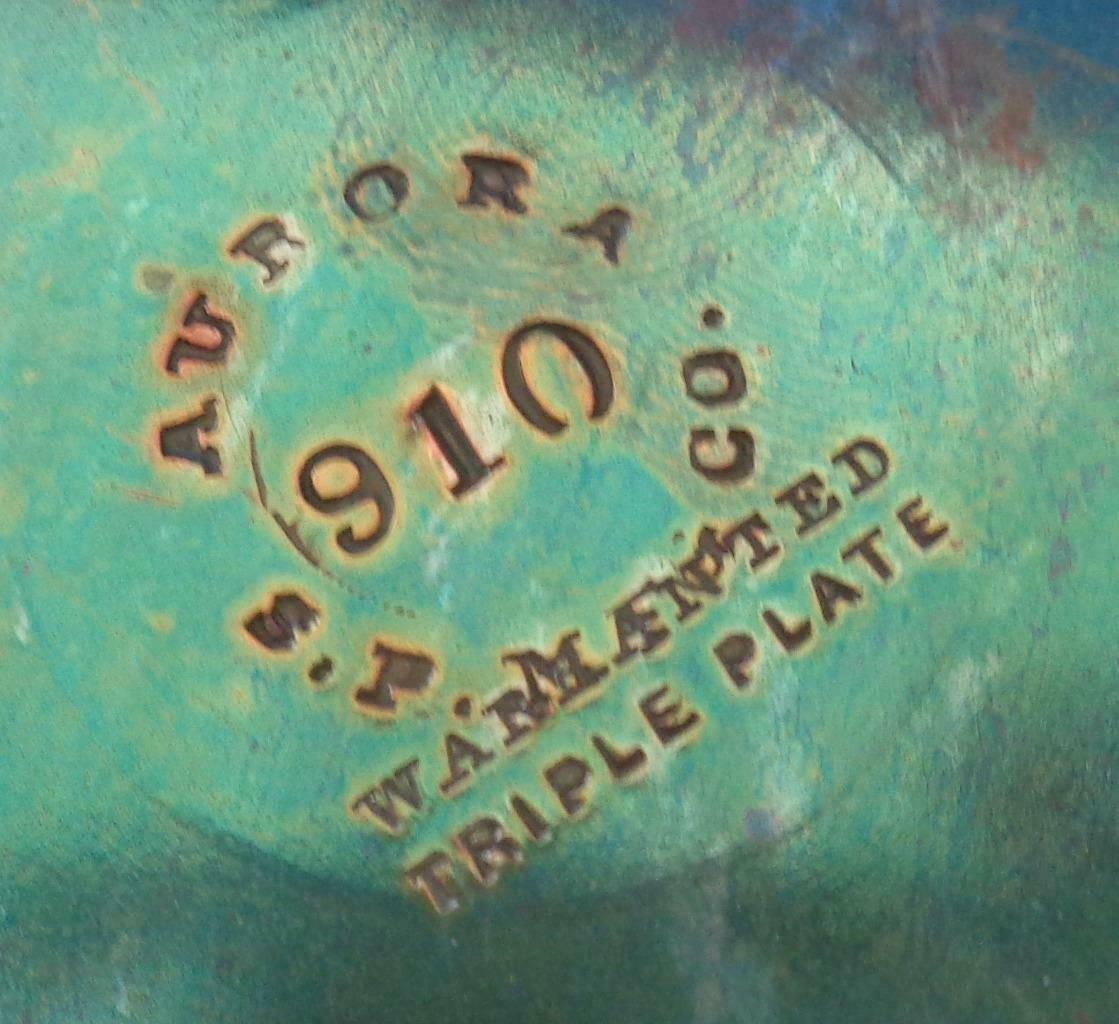 AURORA
S.P. CO.
910
WARRANTED
TRIPLE PLATE